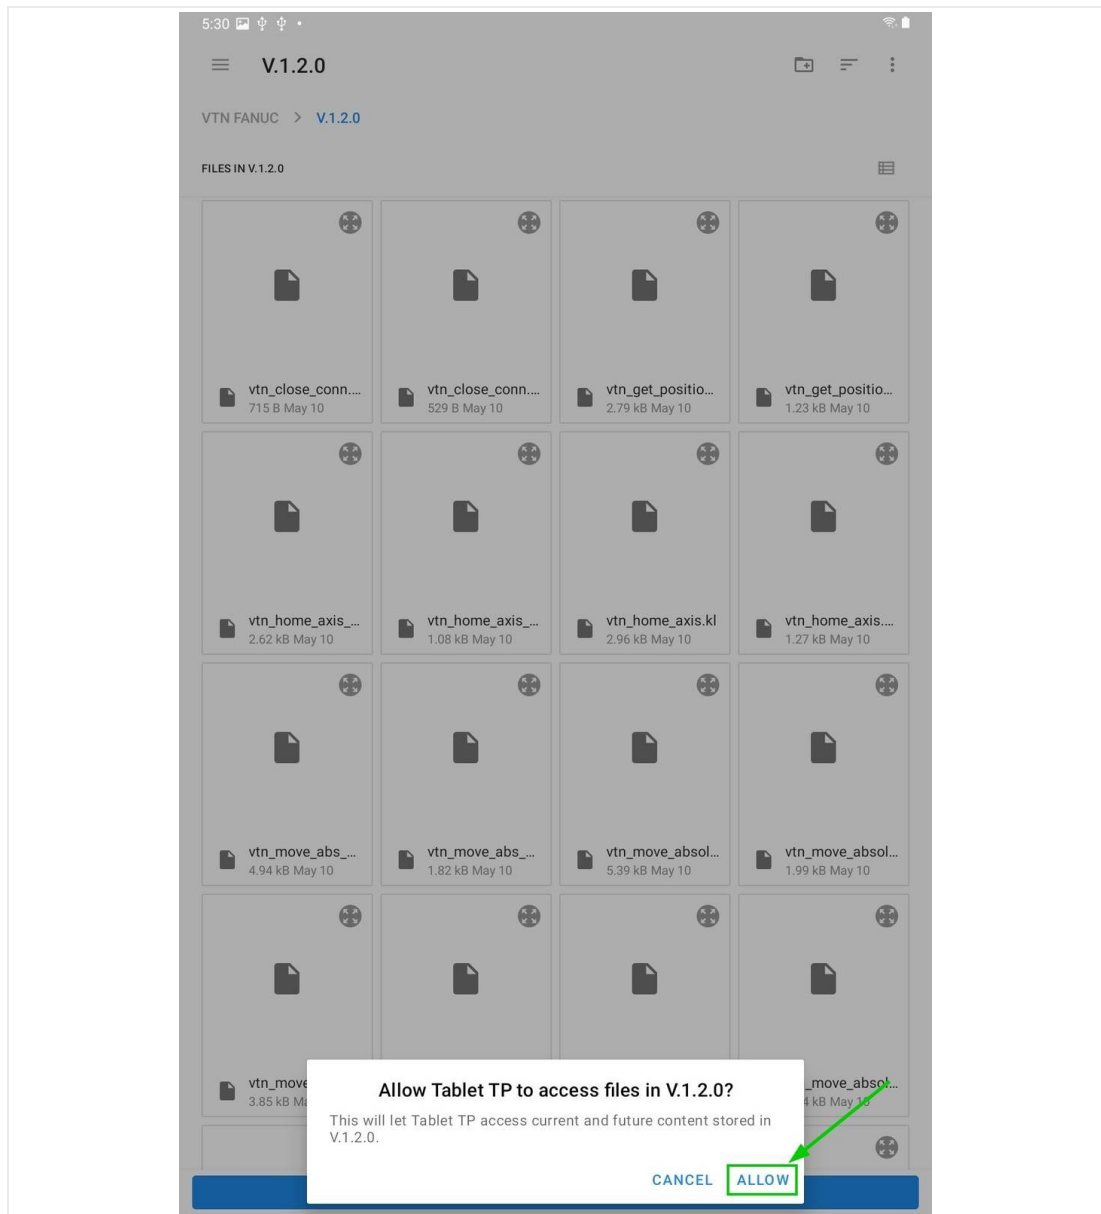 5:30
V.1.2.0
VTN FANUC > V.1.2.0
FILES IN V.1.2.0
vtn_close_conn.... vtn_close_conn.... vtn_get_positio... vtn_get_positio...
715 B May 10 529 B May 10 2.79 kB May 10 1.23 kB May 10
vtn_home_axis_... vtn_home_axis_... vtn_home_axis.kl vtn_home_axis....
2.62 kB May 10 1.08 kB May 10 2.96 kB May 10 1.27 kB May 10
vtn_move_abs_... vtn_move_abs_... vtn_move_absol... vtn_move_absol...
4.94 kB May 10 1.82 kB May 10 5.39 kB May 10 1.99 kB May 10
vtn_move _move_absol...
3.85 kB Ma kB May 10
Allow Tablet TP to access files in V.1.2.0?
This will let Tablet TP access current and future content stored in
V.1.2.0.
CANCEL ALLOW